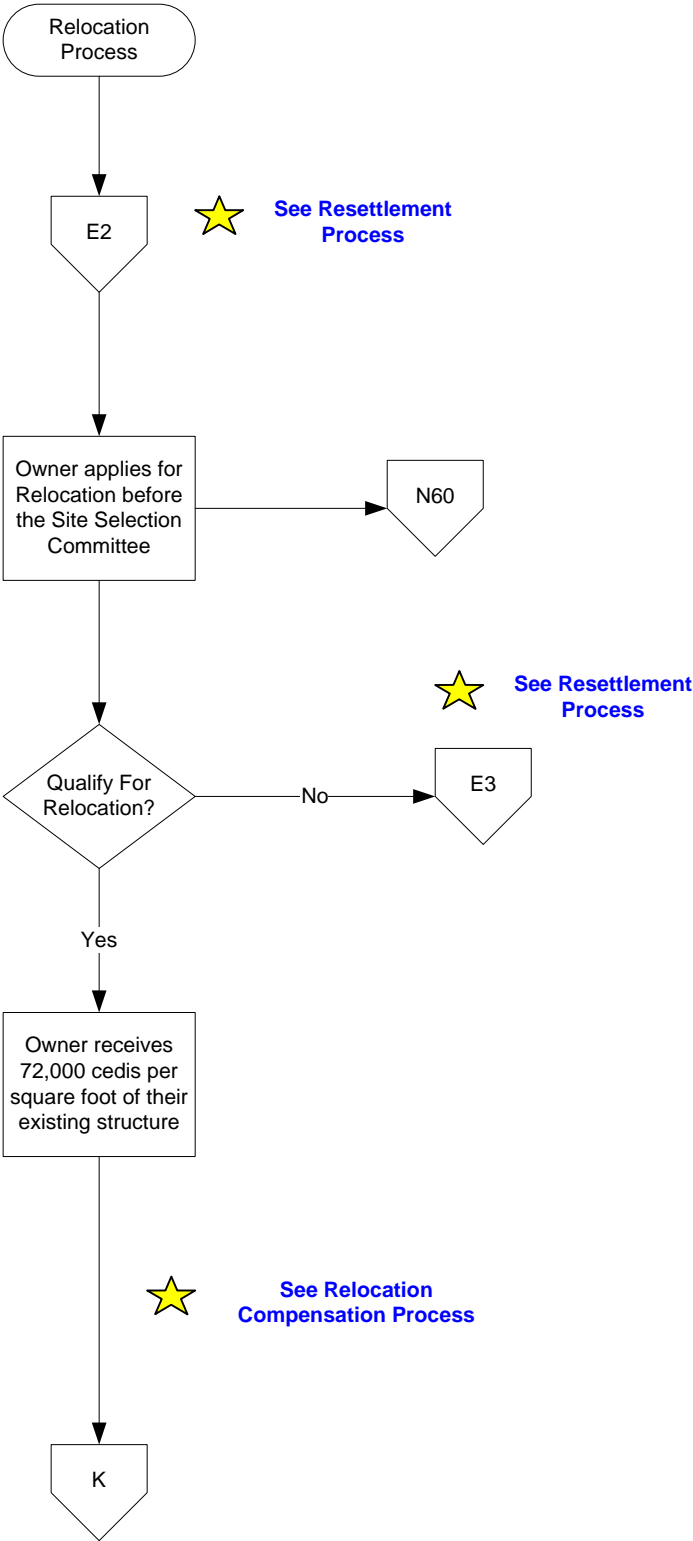 Relocation
Process
E2
See Resettlement
Process
Owner applies for
Relocation before
the Site Selection
Committee
N60
See Resettlement
Process
Qualify For
Relocation?
No
E3
Yes
Owner receives
72,000 cedis per
square foot of their
existing structure
See Relocation
Compensation Process
K